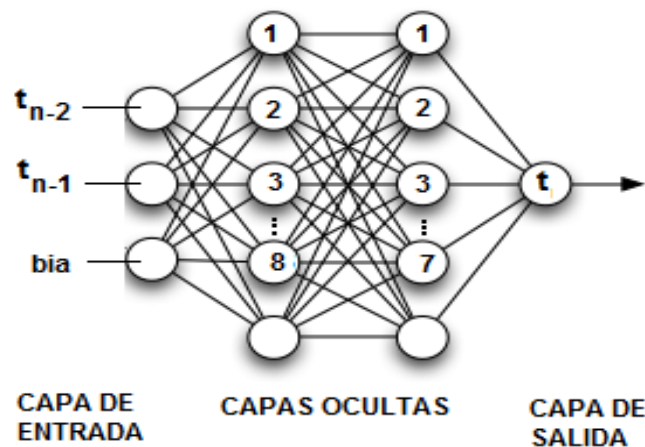 1 1
t n-2 2 2
t n-1 3 3 t
bia 8 7
CAPA DE ENTRADA
CAPAS OCULTAS
CAPA DE SALIDA